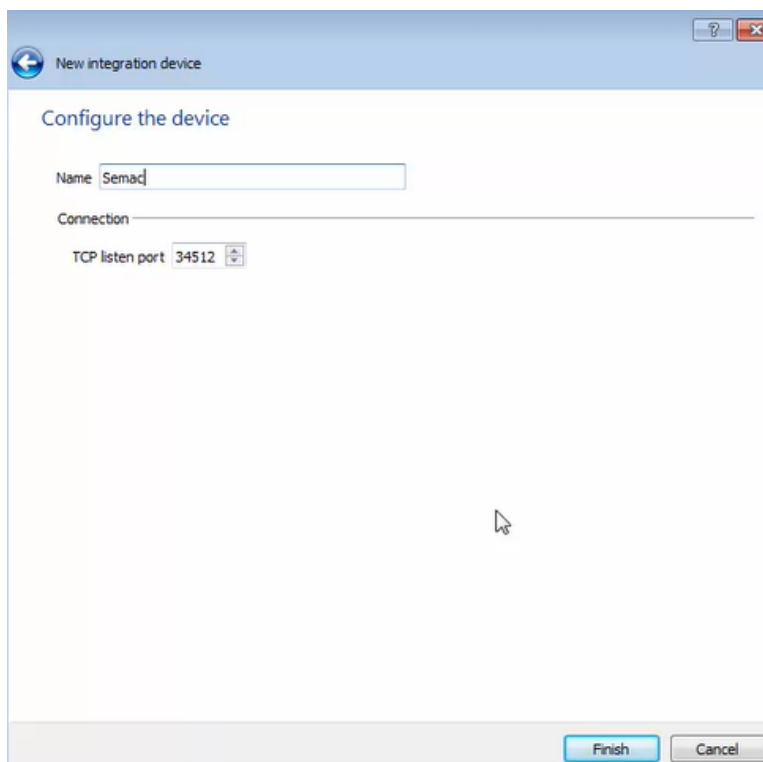 New integration device
Configure the device
Name Semac
Connection
TCP listen port 34512
Finish Cancel